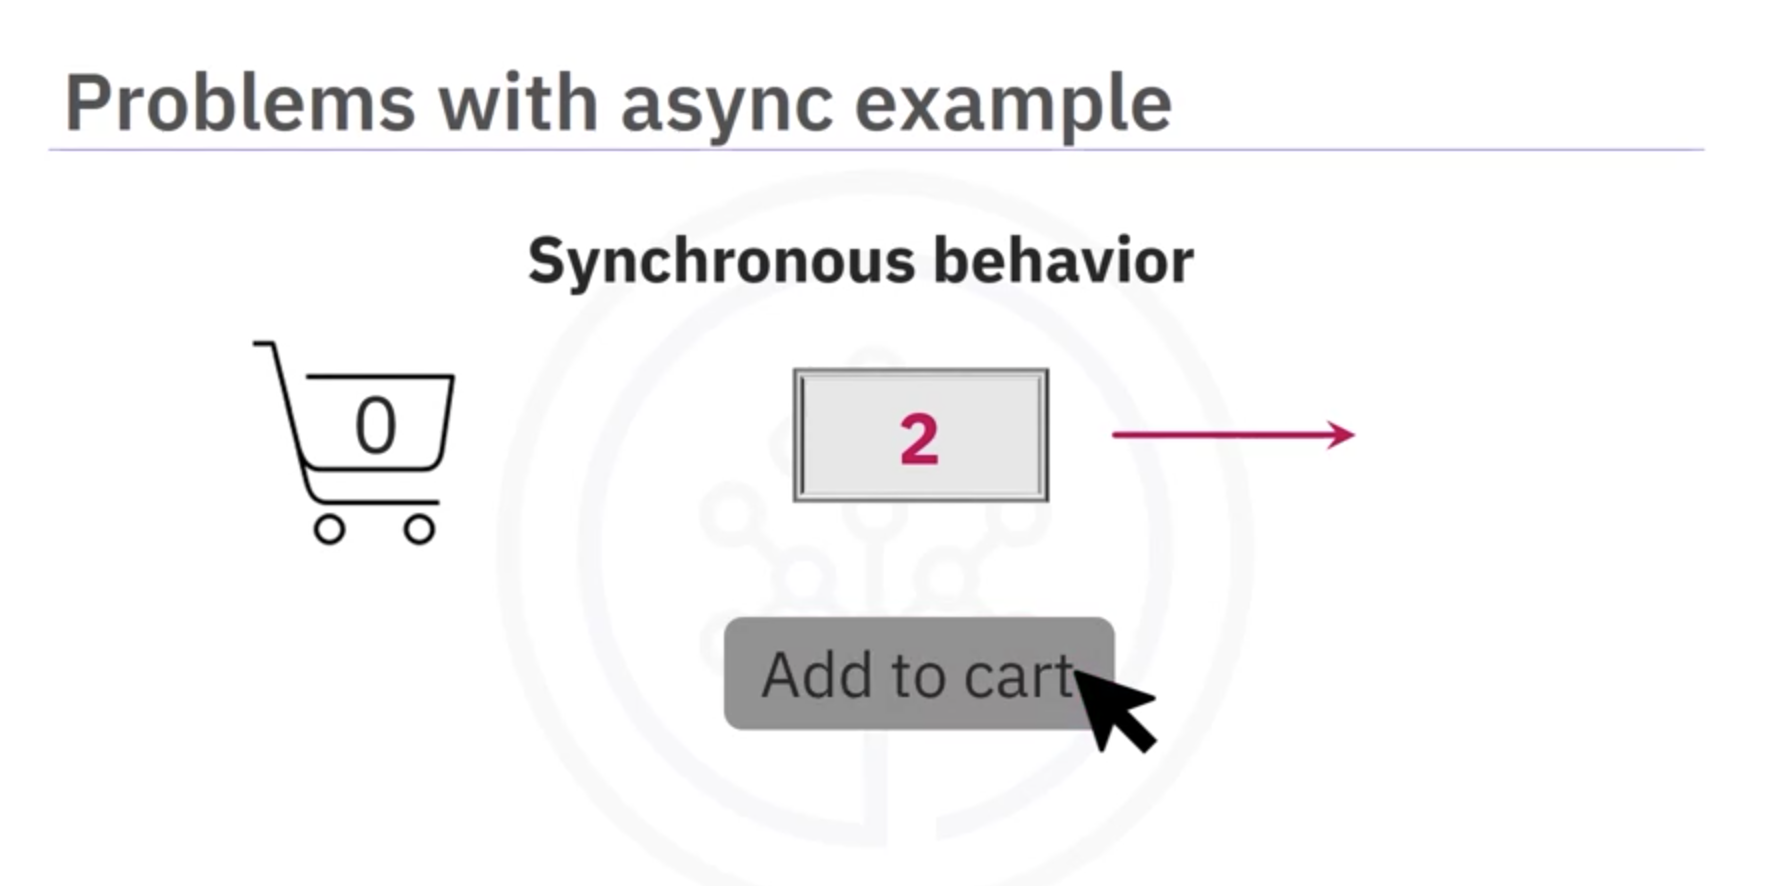 Problems with async example
Synchronous behavior
0
2
Add to cart